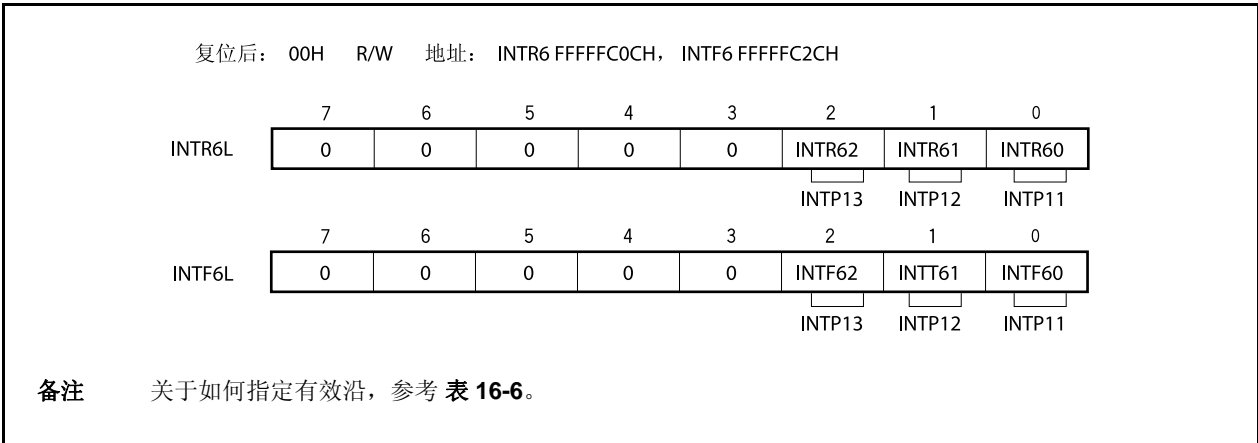 复位后： 00H R/W 地址： INTR6 FFFFFC0CH， INTF6 FFFFFC2CH
7 6 5 4 3 2 1 0
INTR6L 0 0 0 0 0 INTR62 INTR61 INTR60
INTP13 INTP12 INTP11
7 6 5 4 3 2 1 0
INTF6L 0 0 0 0 0 INTF62 INTT61 INTF60
INTP13 INTP12 INTP11
备注 关于如何指定有效沿，参考 表 16-6。